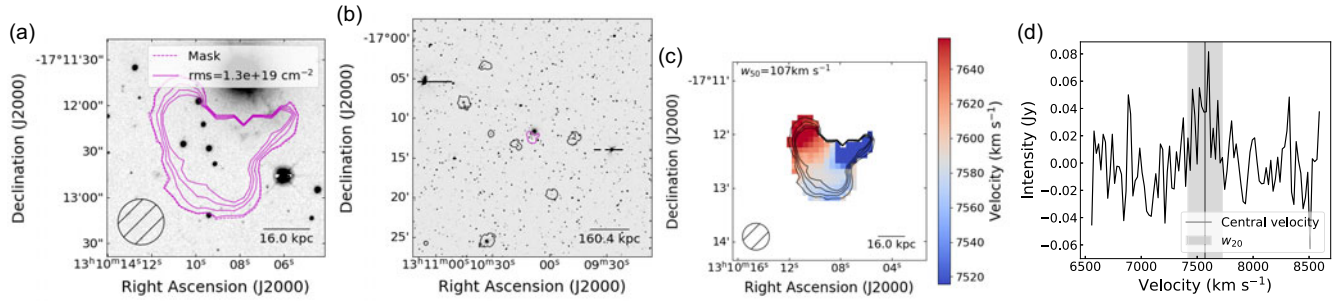 (a)
Mask
rms=1.3e+19 cm⁻²
-17°11'30"
12'00"
30"
13'00"
30"
16.0 kpc
13ʰ10ᵐ14ˢ12ˢ
10ˢ
08ˢ
06ˢ
Right Ascension (J2000)
Declination (J2000)
(b)
-17°00'
05'
10'
15'
20'
25'
160.4 kpc
13ʰ11ᵐ00ˢ10ᵐ30ˢ
00ˢ
09ᵐ30ˢ
Right Ascension (J2000)
Declination (J2000)
(c)
w₅₀=107km s⁻¹
-17°11'
12'
13'
14'
16.0 kpc
13ʰ10ᵐ16ˢ
12ˢ
08ˢ
04ˢ
Right Ascension (J2000)
Declination (J2000)
7640
7620
7600
7580
7560
7540
7520
Velocity (km s⁻¹)
(d)
0.08
0.06
0.04
0.02
0.00
−0.02
−0.04
−0.06
Intensity (Jy)
Central velocity
w₂₀
6500
7000
7500
8000
8500
Velocity (km s⁻¹)